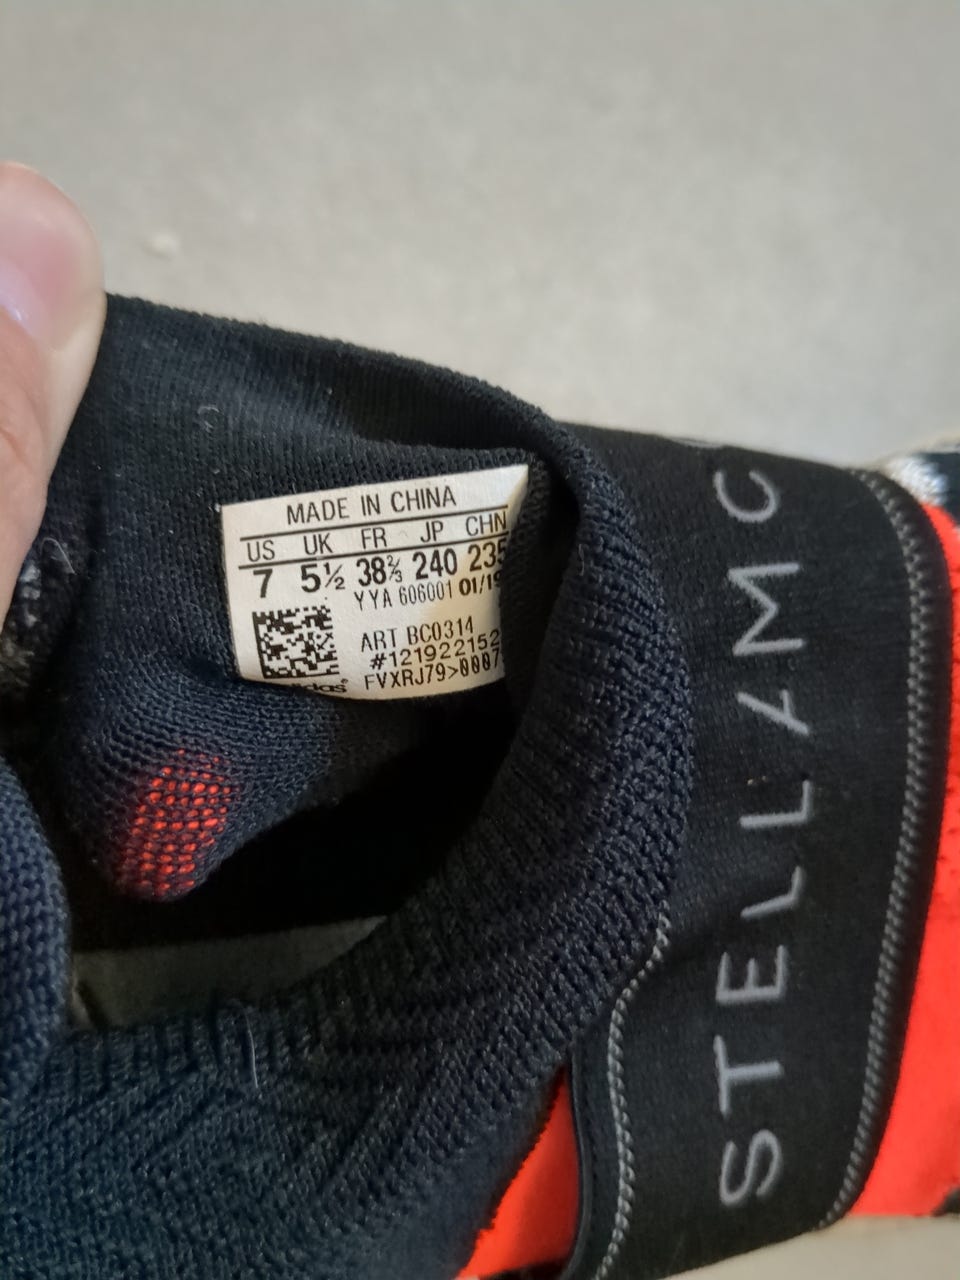 MADE IN CHINA
US UK FR JP CHN
7 5½ 38⅔ 240 235
YYA 606001 01/19
ART BC0314
#121922152
FVXRJ79>0007
adidas®
STELLA MC